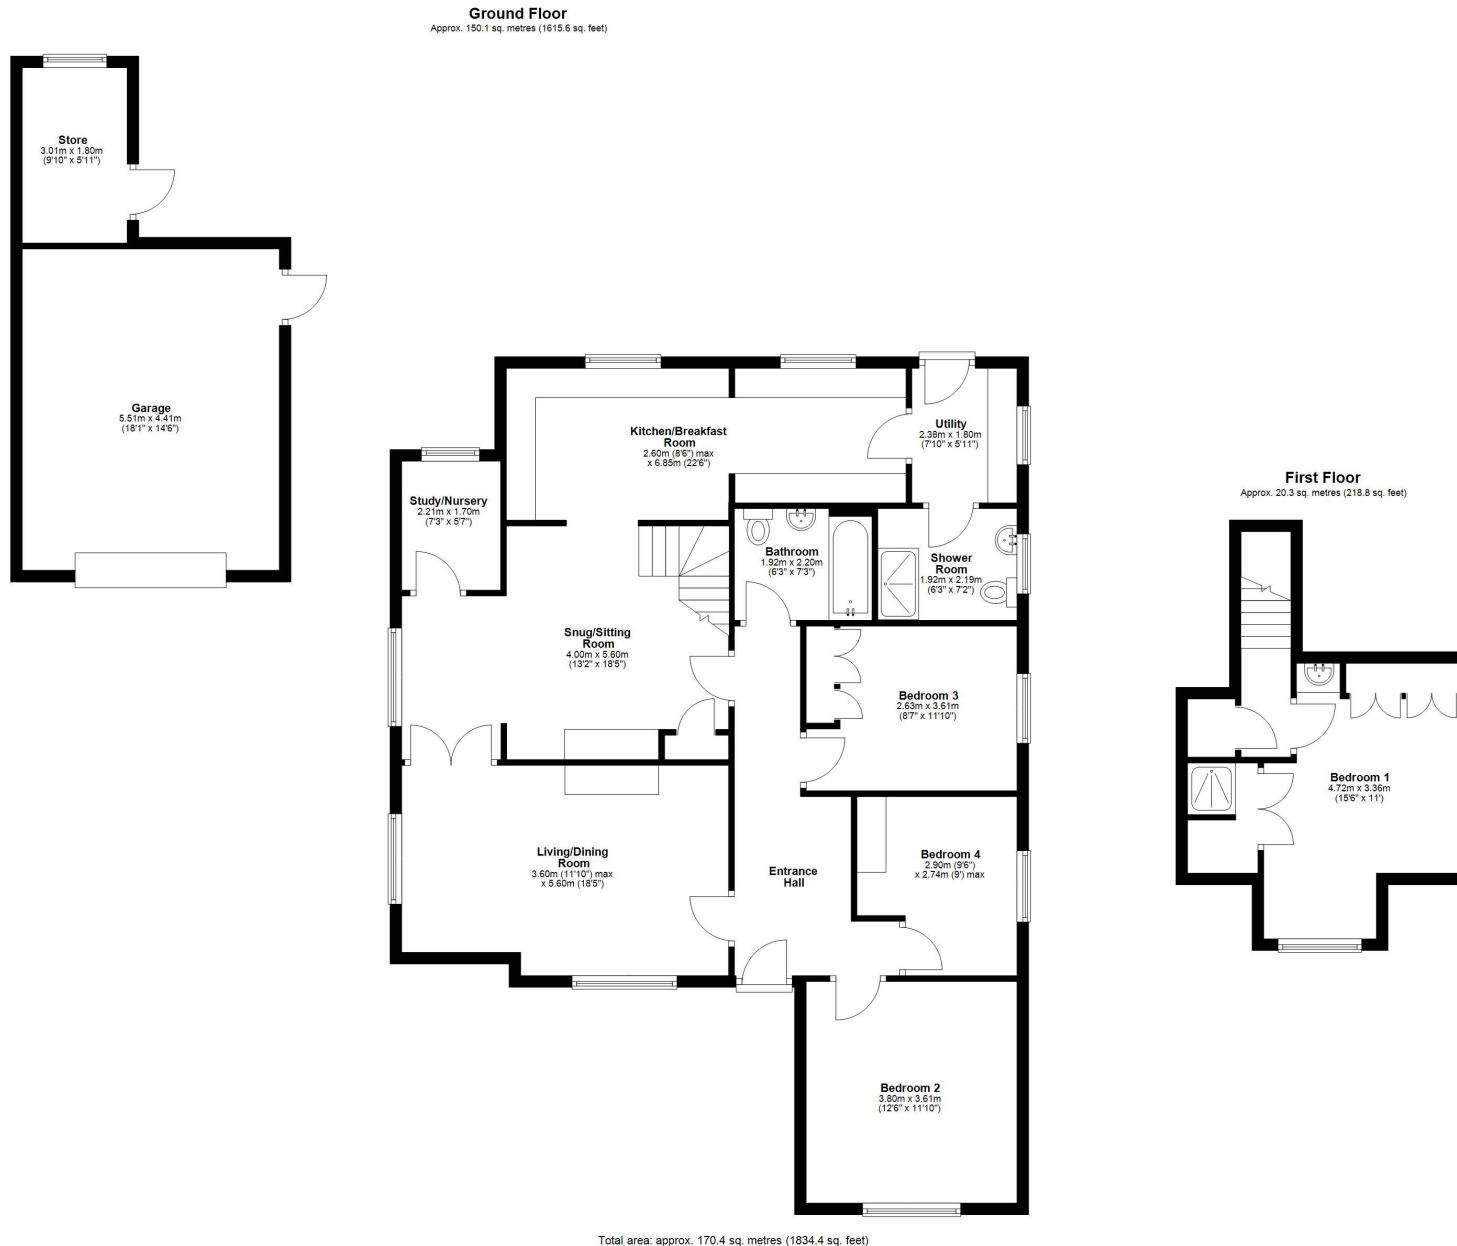 Ground Floor
Approx. 150.1 sq. metres (1615.6 sq. feet)
Store
3.01m x 1.80m
(9'10" x 5'11")
Garage
5.51m x 4.41m
(18'1" x 14'6")
Kitchen/Breakfast
Room
2.60m (8'6") max
x 6.85m (22'6")
Utility
2.38m x 1.80m
(7'10" x 5'11")
Study/Nursery
2.21m x 1.70m
(7'3" x 5'7")
Bathroom
1.92m x 2.20m
(6'3" x 7'3")
Shower
Room
1.92m x 2.19m
(6'3" x 7'2")
Snug/Sitting
Room
4.00m x 5.60m
(13'2" x 18'5")
Bedroom 3
2.63m x 3.61m
(8'7" x 11'10")
Living/Dining
Room
3.60m (11'10") max
x 5.60m (18'5")
Entrance
Hall
Bedroom 4
2.90m (9'6")
x 2.74m (9') max
Bedroom 2
3.80m x 3.61m
(12'6" x 11'10")
First Floor
Approx. 20.3 sq. metres (218.8 sq. feet)
Bedroom 1
4.72m x 3.36m
(15'6" x 11')
Total area: approx. 170.4 sq. metres (1834.4 sq. feet)